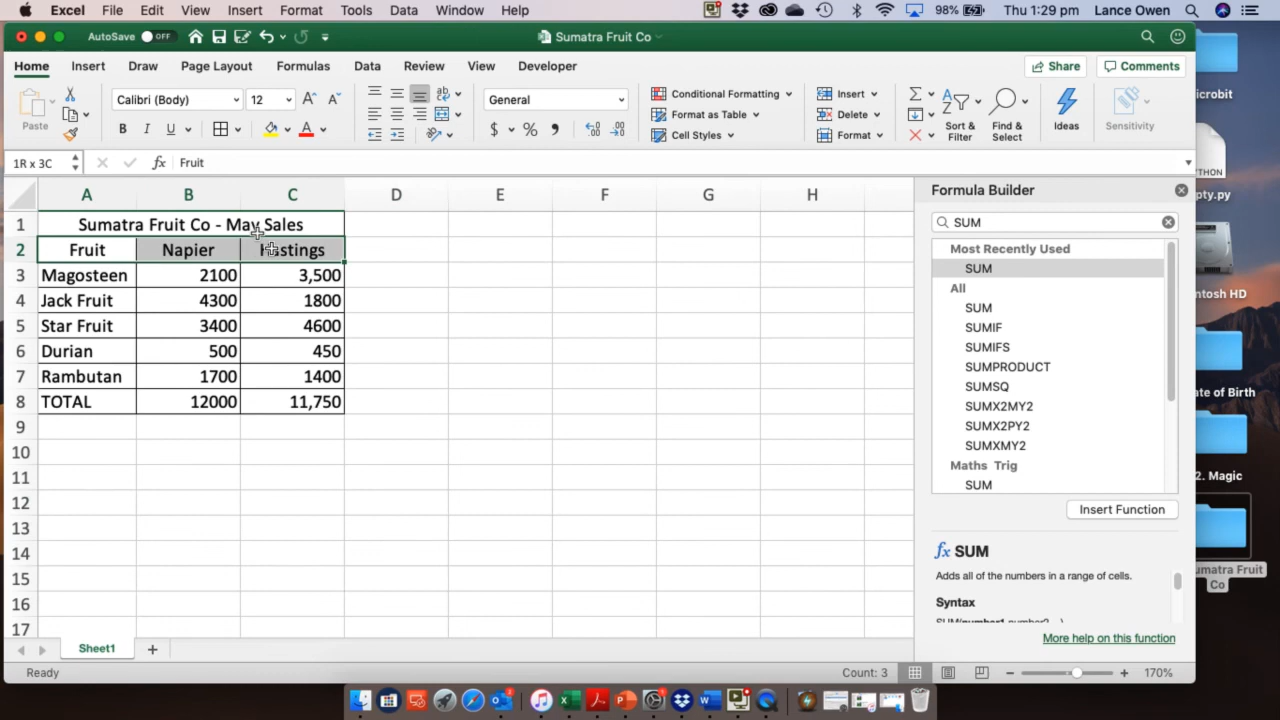 Excel File Edit View Insert Format Tools Data Window Help 98% Thu 1:29 pm Lance Owen
AutoSave OFF Sumatra Fruit Co
Home Insert Draw Page Layout Formulas Data Review View Developer Share Comments
Paste
Calibri (Body) 12
B I U A
General
$ % 
Conditional Formatting
Format as Table
Cell Styles
Insert
Delete
Format
Sort & Filter
Find & Select
Ideas
Sensitivity
1R x 3C fx Fruit
A B C D E F G H
1 Sumatra Fruit Co - May Sales
2 Fruit Napier Hastings
3 Magosteen 2100 3,500
4 Jack Fruit 4300 1800
5 Star Fruit 3400 4600
6 Durian 500 450
7 Rambutan 1700 1400
8 TOTAL 12000 11,750
9
10
11
12
13
14
15
16
17
Formula Builder
SUM
Most Recently Used
SUM
All
SUM
SUMIF
SUMIFS
SUMPRODUCT
SUMSQ
SUMX2MY2
SUMX2PY2
SUMXMY2
Maths Trig
SUM
Insert Function
fx SUM
Adds all of the numbers in a range of cells.
Syntax
SUM(number1,number2,...)
More help on this function
Sheet1
Ready Count: 3 170%
icrobit
THON
pty.py
ntosh HD
ate of Birth
2. Magic
umatra Fruit
Co